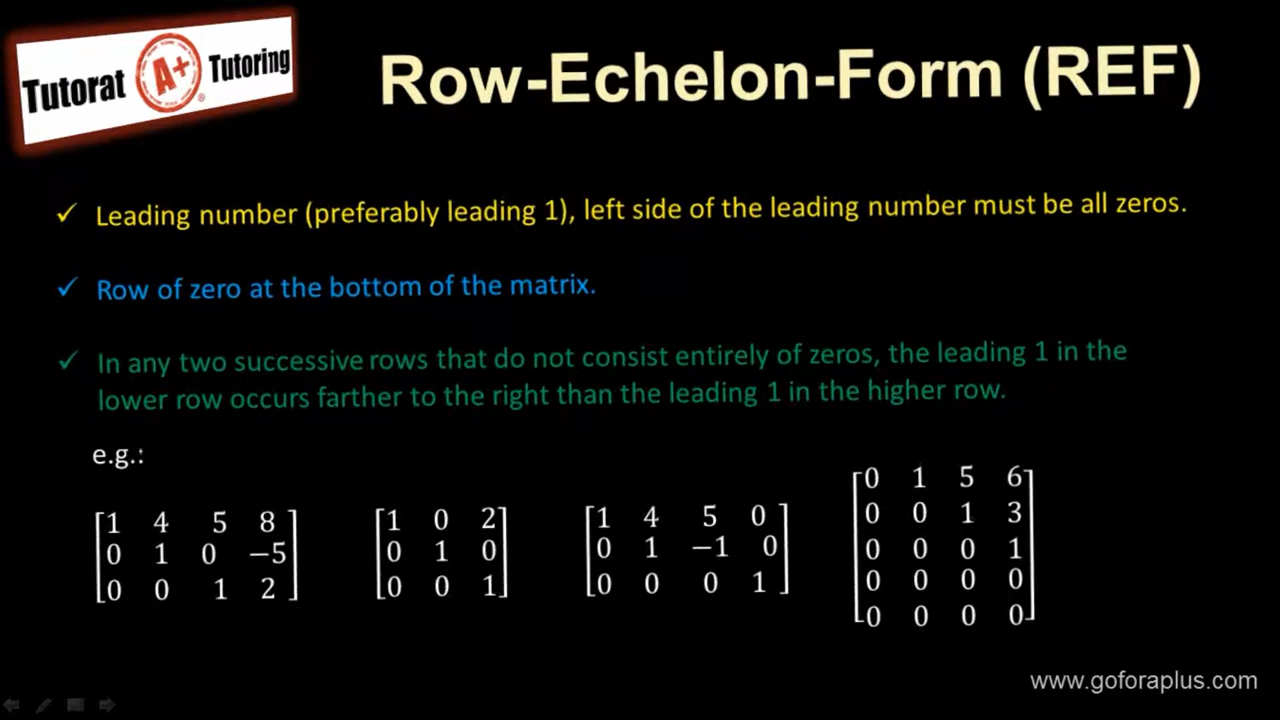 Tutorat A+ Tutoring ®
Row-Echelon-Form (REF)
✓ Leading number (preferably leading 1), left side of the leading number must be all zeros.
✓ Row of zero at the bottom of the matrix.
✓ In any two successive rows that do not consist entirely of zeros, the leading 1 in the
lower row occurs farther to the right than the leading 1 in the higher row.
e.g.:
1 4 5 8
0 1 0 −5
0 0 1 2
1 0 2
0 1 0
0 0 1
1 4 5 0
0 1 −1 0
0 0 0 1
0 1 5 6
0 0 1 3
0 0 0 1
0 0 0 0
0 0 0 0
www.goforaplus.com